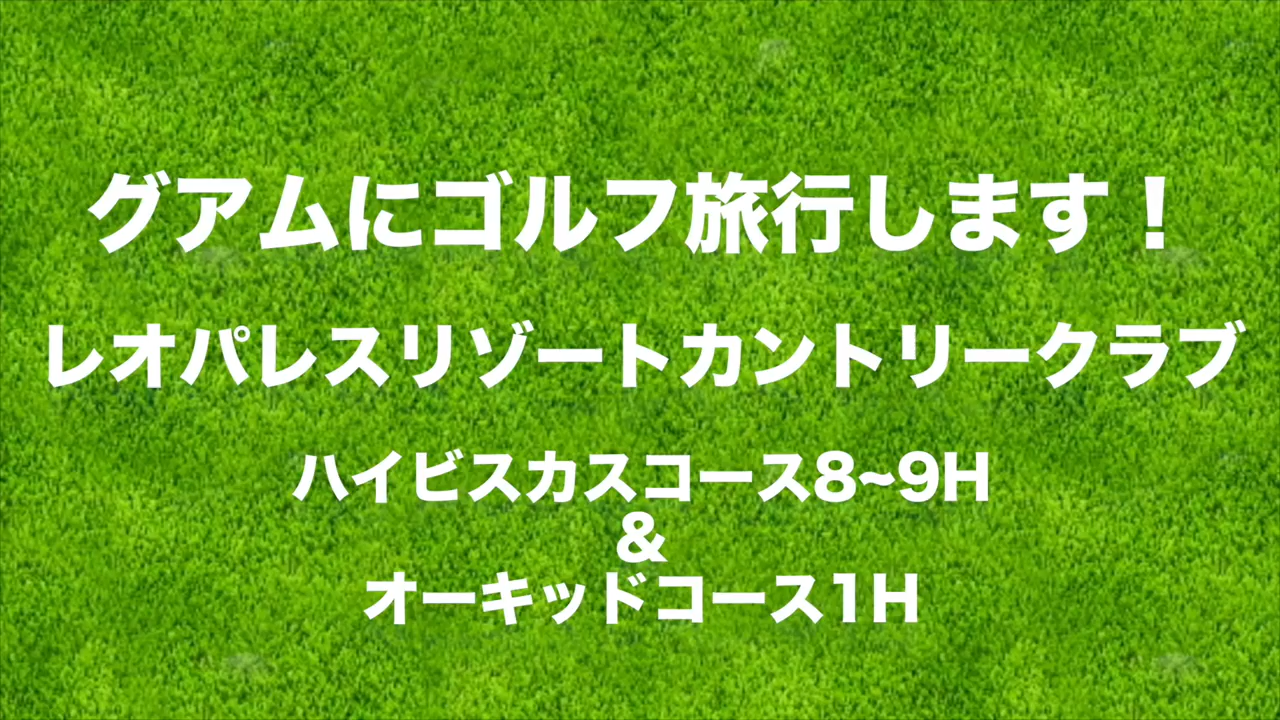 グアムにゴルフ旅行します！
レオパレスリゾートカントリークラブ
ハイビスカスコース8~9H
&
オーキッドコース1H